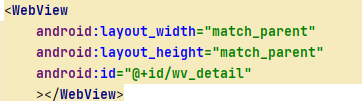 <WebView
android:layout_width="match_parent"
android:layout_height="match_parent"
android:id="@+id/wv_detail"
></WebView>